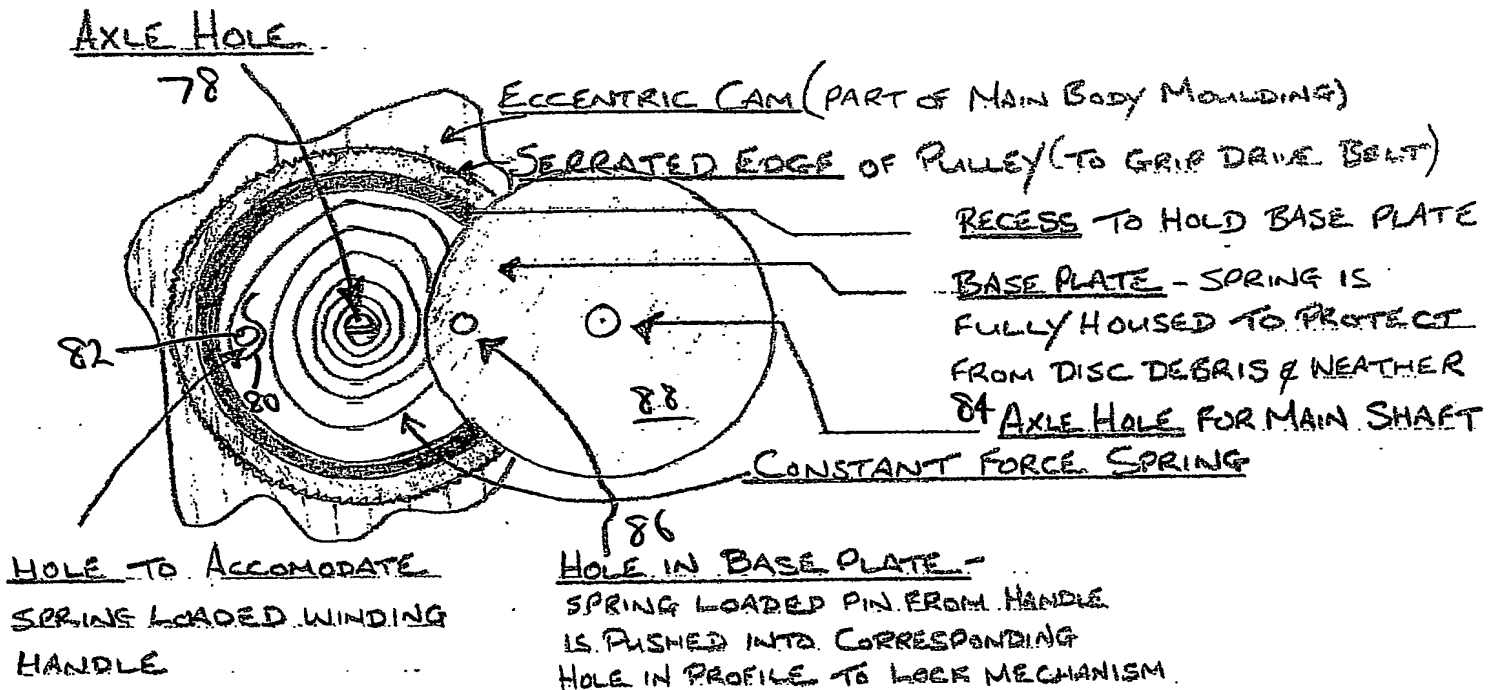 AXLE HOLE
78
ECCENTRIC CAM (PART OF MAIN BODY MOULDING)
SERRATED EDGE OF PULLEY (TO GRIP DRIVE BELT)
RECESS TO HOLD BASE PLATE
BASE PLATE - SPRING IS
FULLY HOUSED TO PROTECT
FROM DISC DEBRIS & WEATHER
84 AXLE HOLE FOR MAIN SHAFT
CONSTANT FORCE SPRING
82
80
88
86
HOLE TO ACCOMODATE
SPRING LOADED WINDING
HANDLE
HOLE IN BASE PLATE -
SPRING LOADED PIN FROM HANDLE
IS PUSHED INTO CORRESPONDING
HOLE IN PROFILE TO LOCK MECHANISM.